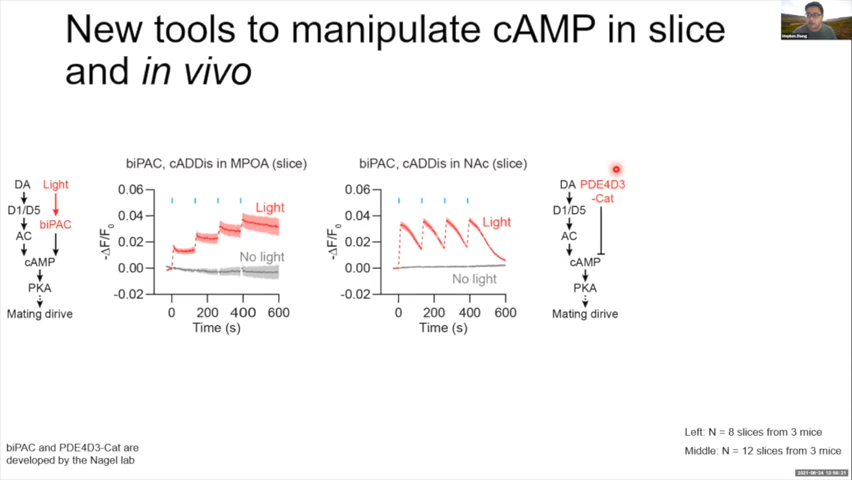 New tools to manipulate cAMP in slice
and in vivo
Stephen Zhang
biPAC, cADDis in MPOA (slice)
biPAC, cADDis in NAc (slice)
DA Light
D1/D5
biPAC
AC
cAMP
PKA
Mating dirive
-ΔF/F0
0.06
0.04
0.02
0.00
-0.02
Light
No light
0 200 400 600
Time (s)
-ΔF/F0
0.06
0.04
0.02
0.00
-0.02
Light
No light
0 200 400 600
Time (s)
DA PDE4D3
-Cat
D1/D5
AC
cAMP
PKA
Mating dirive
biPAC and PDE4D3-Cat are
developed by the Nagel lab
Left: N = 8 slices from 3 mice
Middle: N = 12 slices from 3 mice